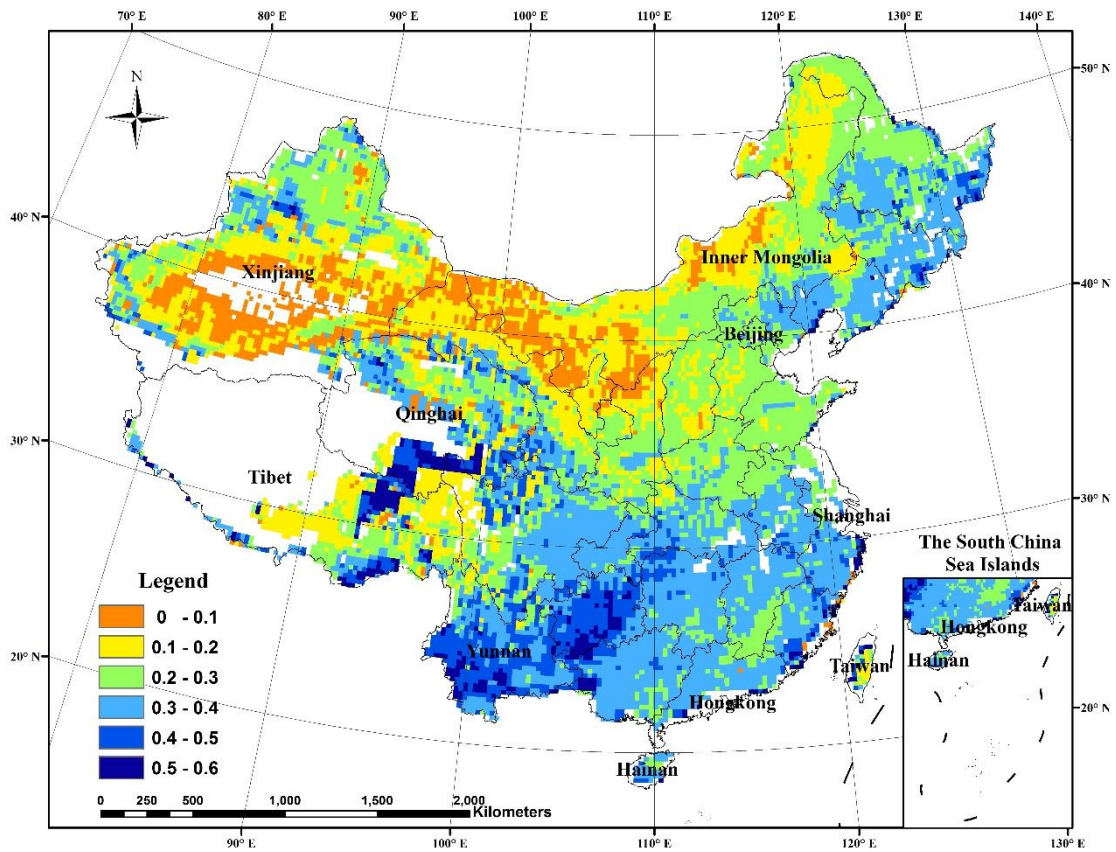 70° E
80° E
90° E
100° E
110° E
120° E
130° E
140° E
N
50° N
40° N
40° N
30° N
30° N
20° N
20° N
Xinjiang
Inner Mongolia
Beijing
Qinghai
Tibet
Shanghai
Yunnan
Taiwan
Hongkong
Hainan
The South China
Sea Islands
Taiwan
Hongkong
Hainan
Legend
0 - 0.1
0.1 - 0.2
0.2 - 0.3
0.3 - 0.4
0.4 - 0.5
0.5 - 0.6
0 250 500 1,000 1,500 2,000
Kilometers
90° E
100° E
110° E
120° E
130° E